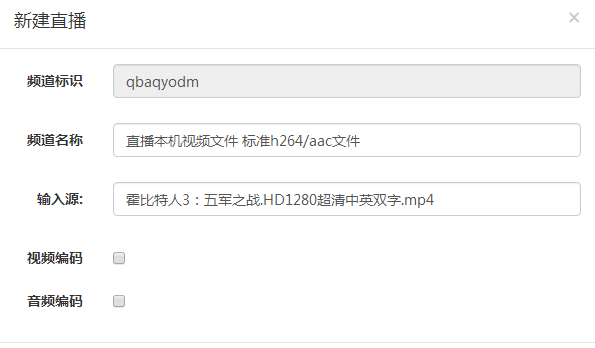 新建直播 ×
频道标识 qbaqyodm
频道名称 直播本机视频文件 标准h264/aac文件
输入源: 霍比特人3：五军之战.HD1280超清中英双字.mp4
视频编码
音频编码